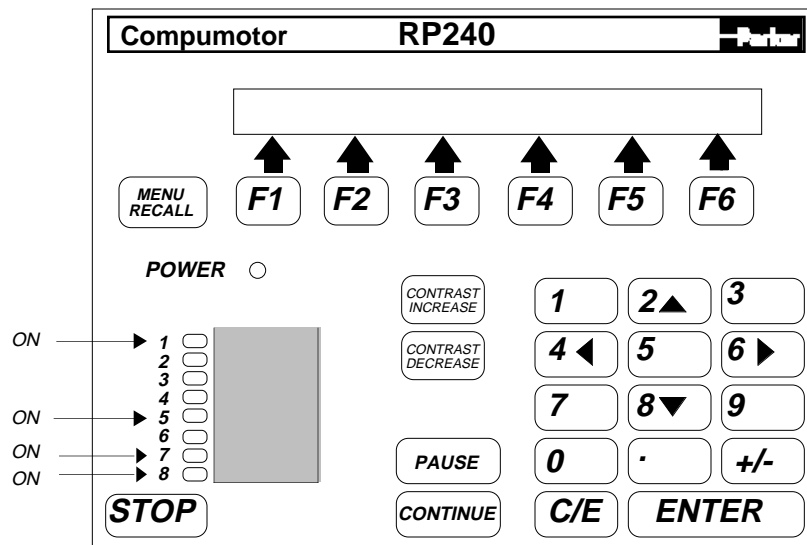 Compumotor RP240 Parker
MENU
RECALL
F1 F2 F3 F4 F5 F6
POWER
CONTRAST
INCREASE
1 2 3
CONTRAST
DECREASE
4 5 6
7 8 9
PAUSE 0 . +/-
CONTINUE C/E ENTER
ON 1
2
3
4
ON 5
6
ON 7
ON 8
STOP